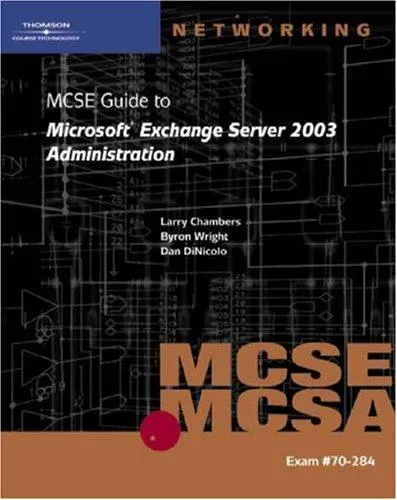 NETWORKING
THOMSON
COURSE TECHNOLOGY
MCSE Guide to
Microsoft® Exchange Server 2003
Administration
Larry Chambers
Byron Wright
Dan DiNicolo
MCSE
MCSA
Exam #70-284